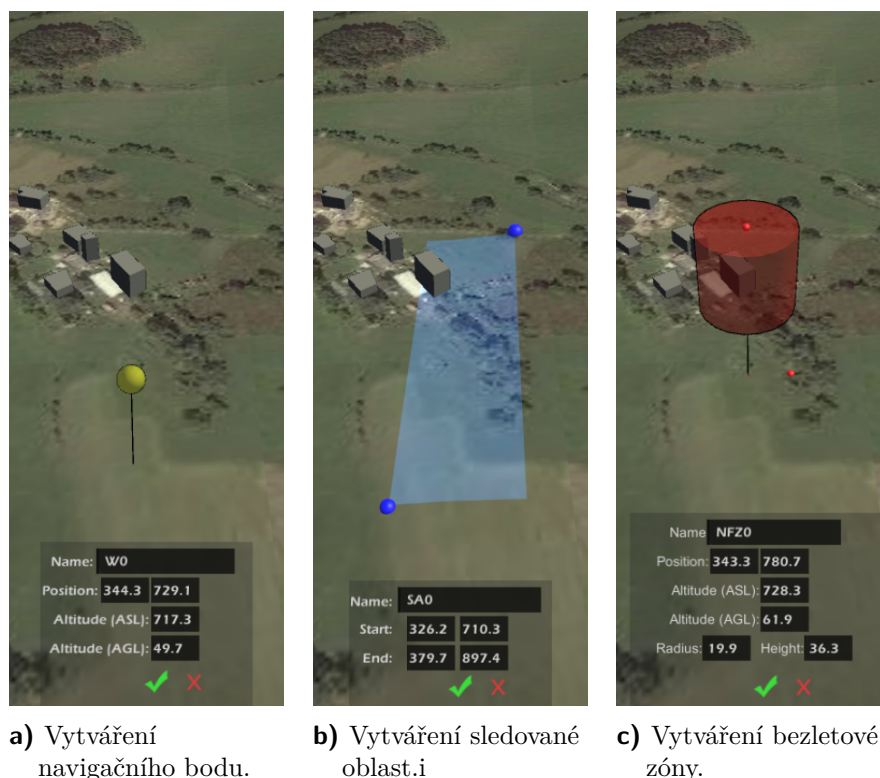 Name: W0
Position: 344.3 729.1
Altitude (ASL): 717.3
Altitude (AGL): 49.7
Name: SA0
Start: 326.2 710.3
End: 379.7 897.4
Name NFZ0
Position: 343.3 780.7
Altitude (ASL): 728.3
Altitude (AGL): 61.9
Radius: 19.9 Height: 36.3
a) Vytváření
navigačního bodu.
b) Vytváření sledované
oblast.i
c) Vytváření bezletové
zóny.